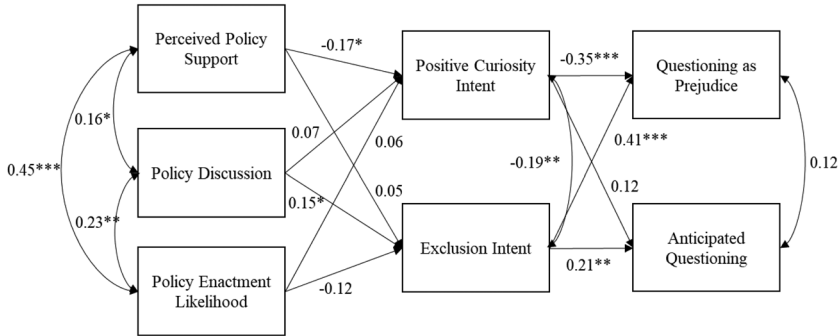 Perceived Policy
Support
-0.17*
Positive Curiosity
Intent
-0.35***
Questioning as
Prejudice
0.16*
0.07
0.06
0.41***
0.45***
Policy Discussion
-0.19**
0.12
0.05
0.12
0.15*
0.23**
Exclusion Intent
Anticipated
Questioning
0.21**
Policy Enactment
Likelihood
-0.12